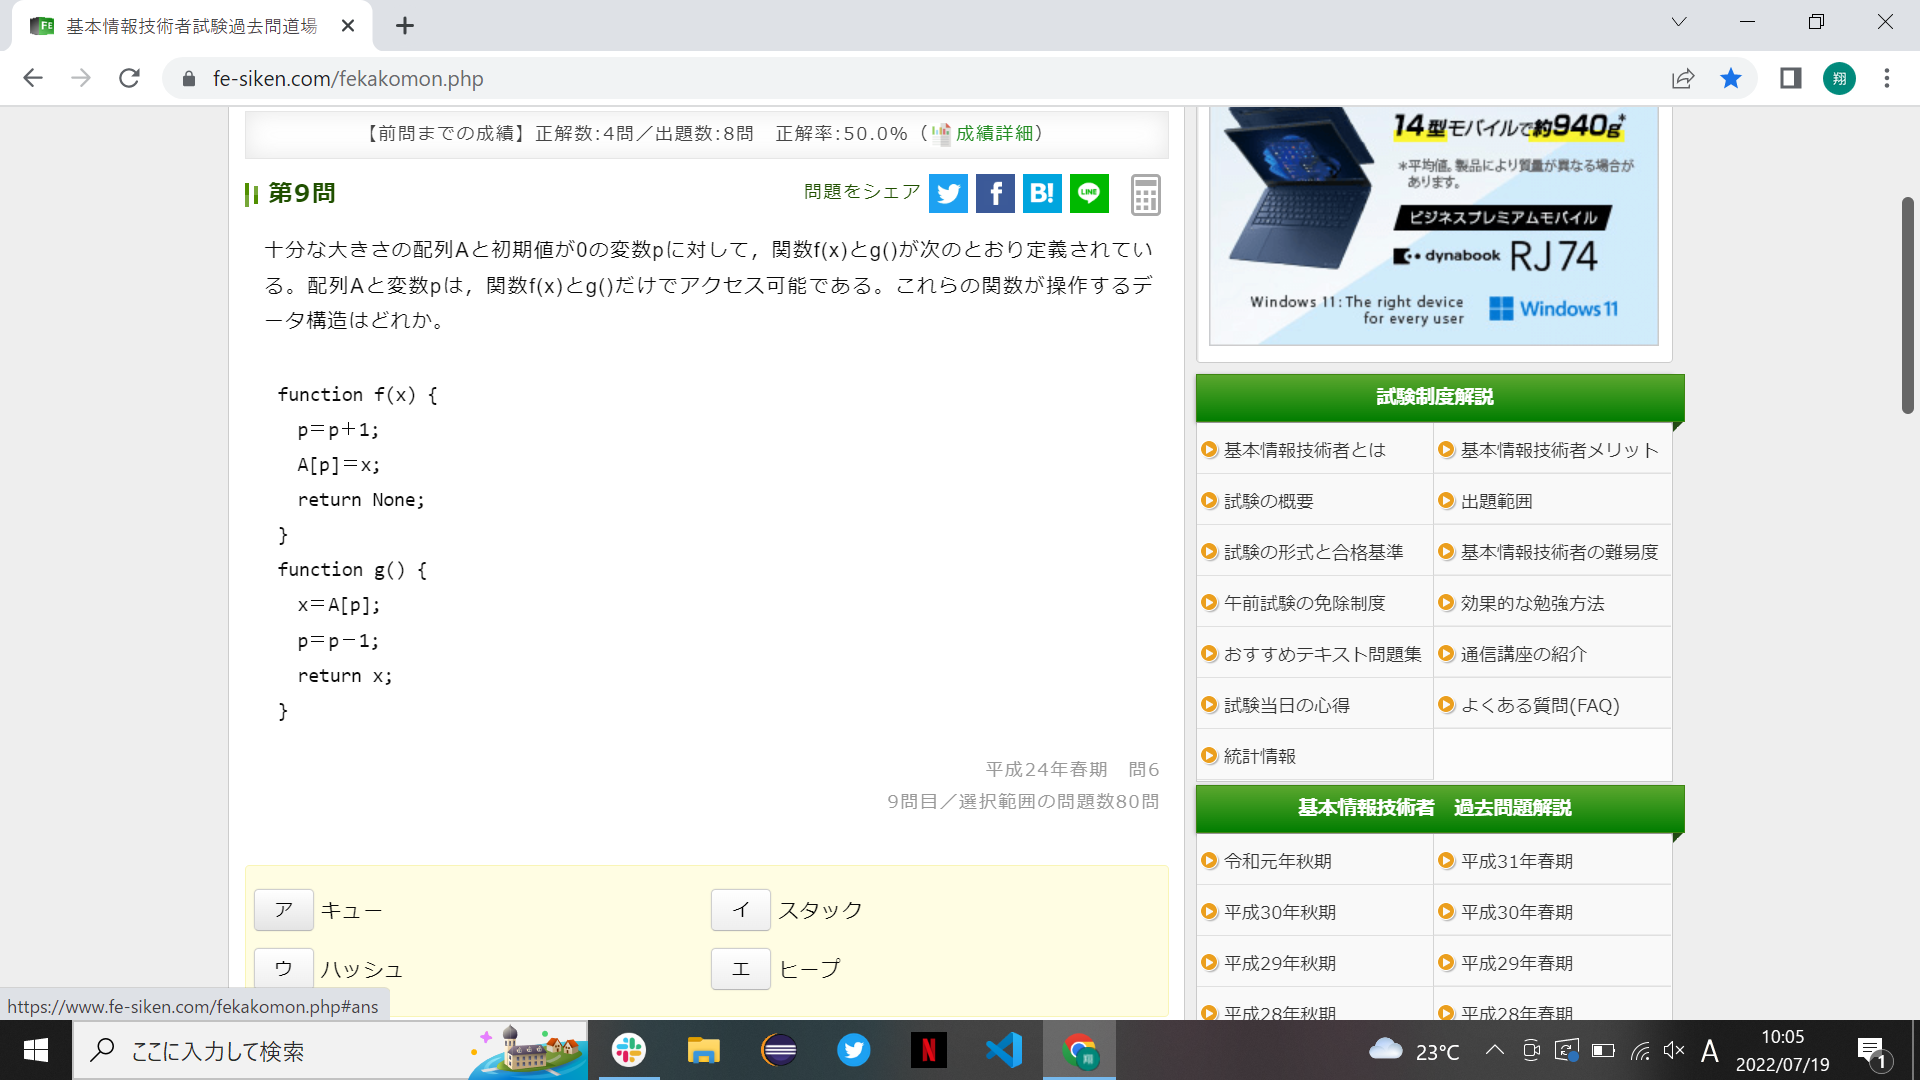 基本情報技術者試験過去問道場
fe-siken.com/fekakomon.php
翔
【前問までの成績】正解数:4問／出題数:8問　正解率:50.0%（成績詳細）
第9問
問題をシェア
B!
LINE
十分な大きさの配列Aと初期値が0の変数pに対して，関数f(x)とg()が次のとおり定義されてい
る。配列Aと変数pは，関数f(x)とg()だけでアクセス可能である。これらの関数が操作するデ
ータ構造はどれか。
function f(x) {
p＝p＋1;
A[p]＝x;
return None;
}
function g() {
x＝A[p];
p＝p－1;
return x;
}
平成24年春期　問6
9問目／選択範囲の問題数80問
ア キュー
イ スタック
ウ ハッシュ
エ ヒープ
https://www.fe-siken.com/fekakomon.php#ans
14型モバイルで約940g*
*平均値。製品により質量が異なる場合が
あります。
ビジネスプレミアムモバイル
dynabook RJ74
Windows 11: The right device
for every user
Windows 11
試験制度解説
基本情報技術者とは
基本情報技術者メリット
試験の概要
出題範囲
試験の形式と合格基準
基本情報技術者の難易度
午前試験の免除制度
効果的な勉強方法
おすすめテキスト問題集
通信講座の紹介
試験当日の心得
よくある質問(FAQ)
統計情報
基本情報技術者　過去問題解説
令和元年秋期
平成31年春期
平成30年秋期
平成30年春期
平成29年秋期
平成29年春期
平成28年秋期
平成28年春期
ここに入力して検索
N
23°C
A
10:05
2022/07/19
1